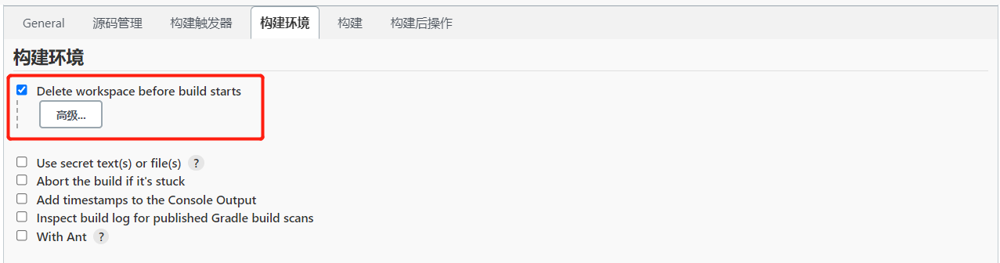 General 源码管理 构建触发器 构建环境 构建 构建后操作
构建环境
Delete workspace before build starts
高级...
Use secret text(s) or file(s) ?
Abort the build if it's stuck
Add timestamps to the Console Output
Inspect build log for published Gradle build scans
With Ant ?